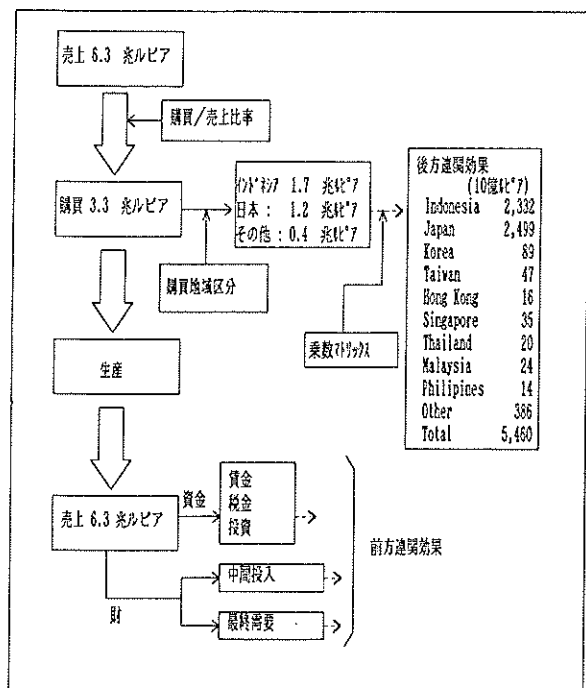 売上 6.3 兆ルピア
購買/売上比率
購買 3.3 兆ルピア
インドネシア 1.7 兆ルピア
日本 : 1.2 兆ルピア
その他 : 0.4 兆ルピア
購買地域区分
乗数マトリックス
後方連関効果
(10億ルピア)
Indonesia 2,332
Japan 2,499
Korea 89
Taiwan 47
Hong Kong 16
Singapore 35
Thailand 20
Malaysia 24
Philipines 14
Other 386
Total 5,460
生産
売上 6.3 兆ルピア
資金
賃金
税金
投資
中間投入
財
最終需要
前方連関効果